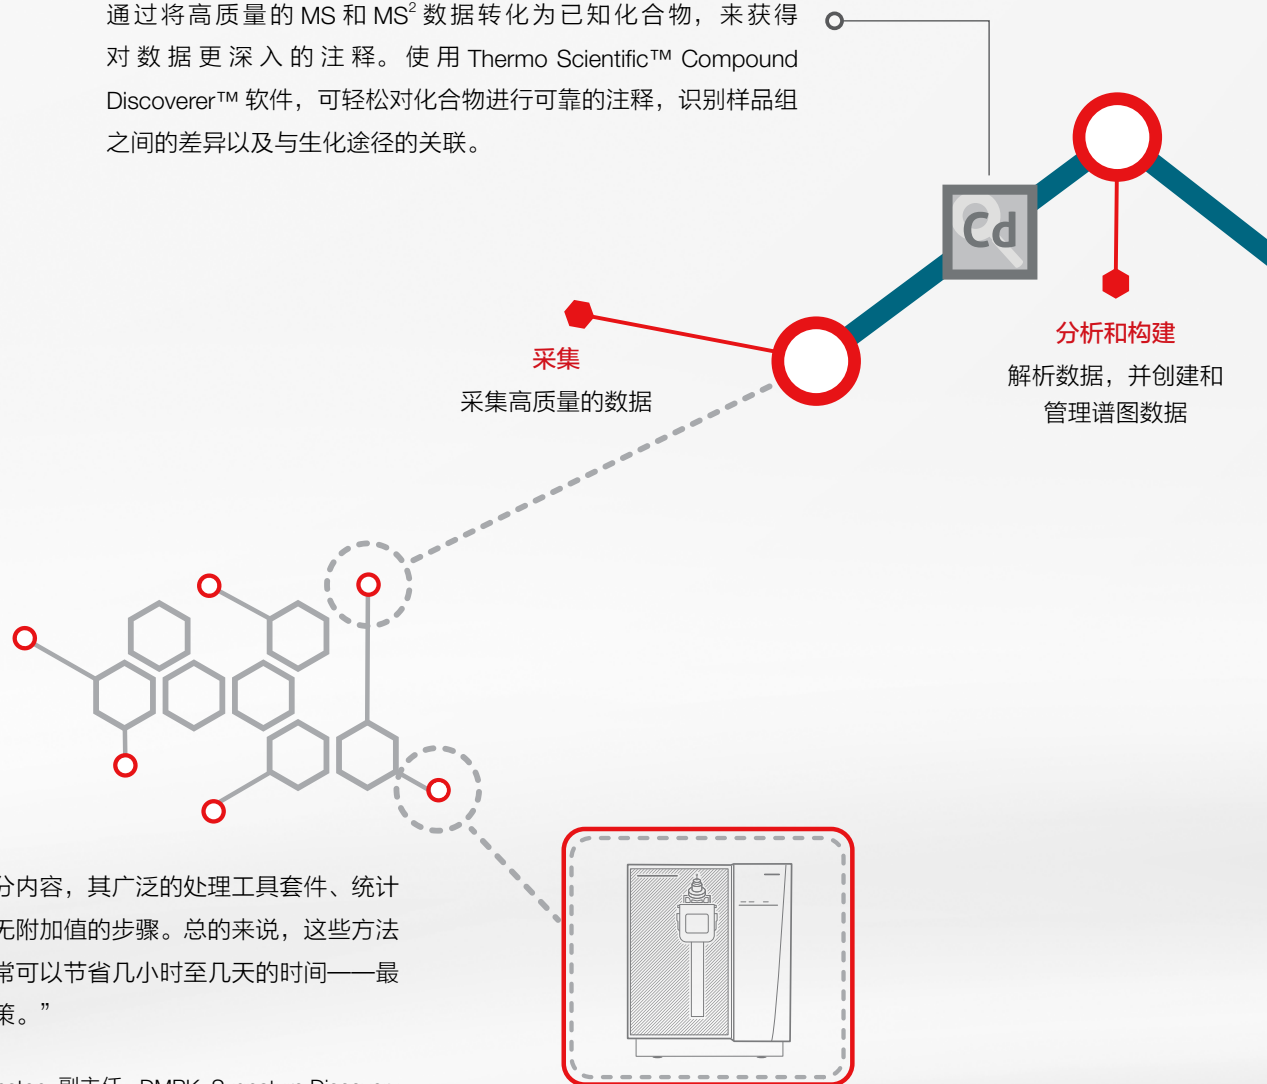 通过将高质量的 MS 和 MS² 数据转化为已知化合物，来获得
对数据更深入的注释。使用 Thermo Scientific™ Compound
Discoverer™ 软件，可轻松对化合物进行可靠的注释，识别样品组
之间的差异以及与生化途径的关联。
Cd
采集
采集高质量的数据
分析和构建
解析数据，并创建和
管理谱图数据
分内容，其广泛的处理工具套件、统计
无附加值的步骤。总的来说，这些方法
常可以节省几小时至几天的时间——最
策。”
副主任，DMPK,